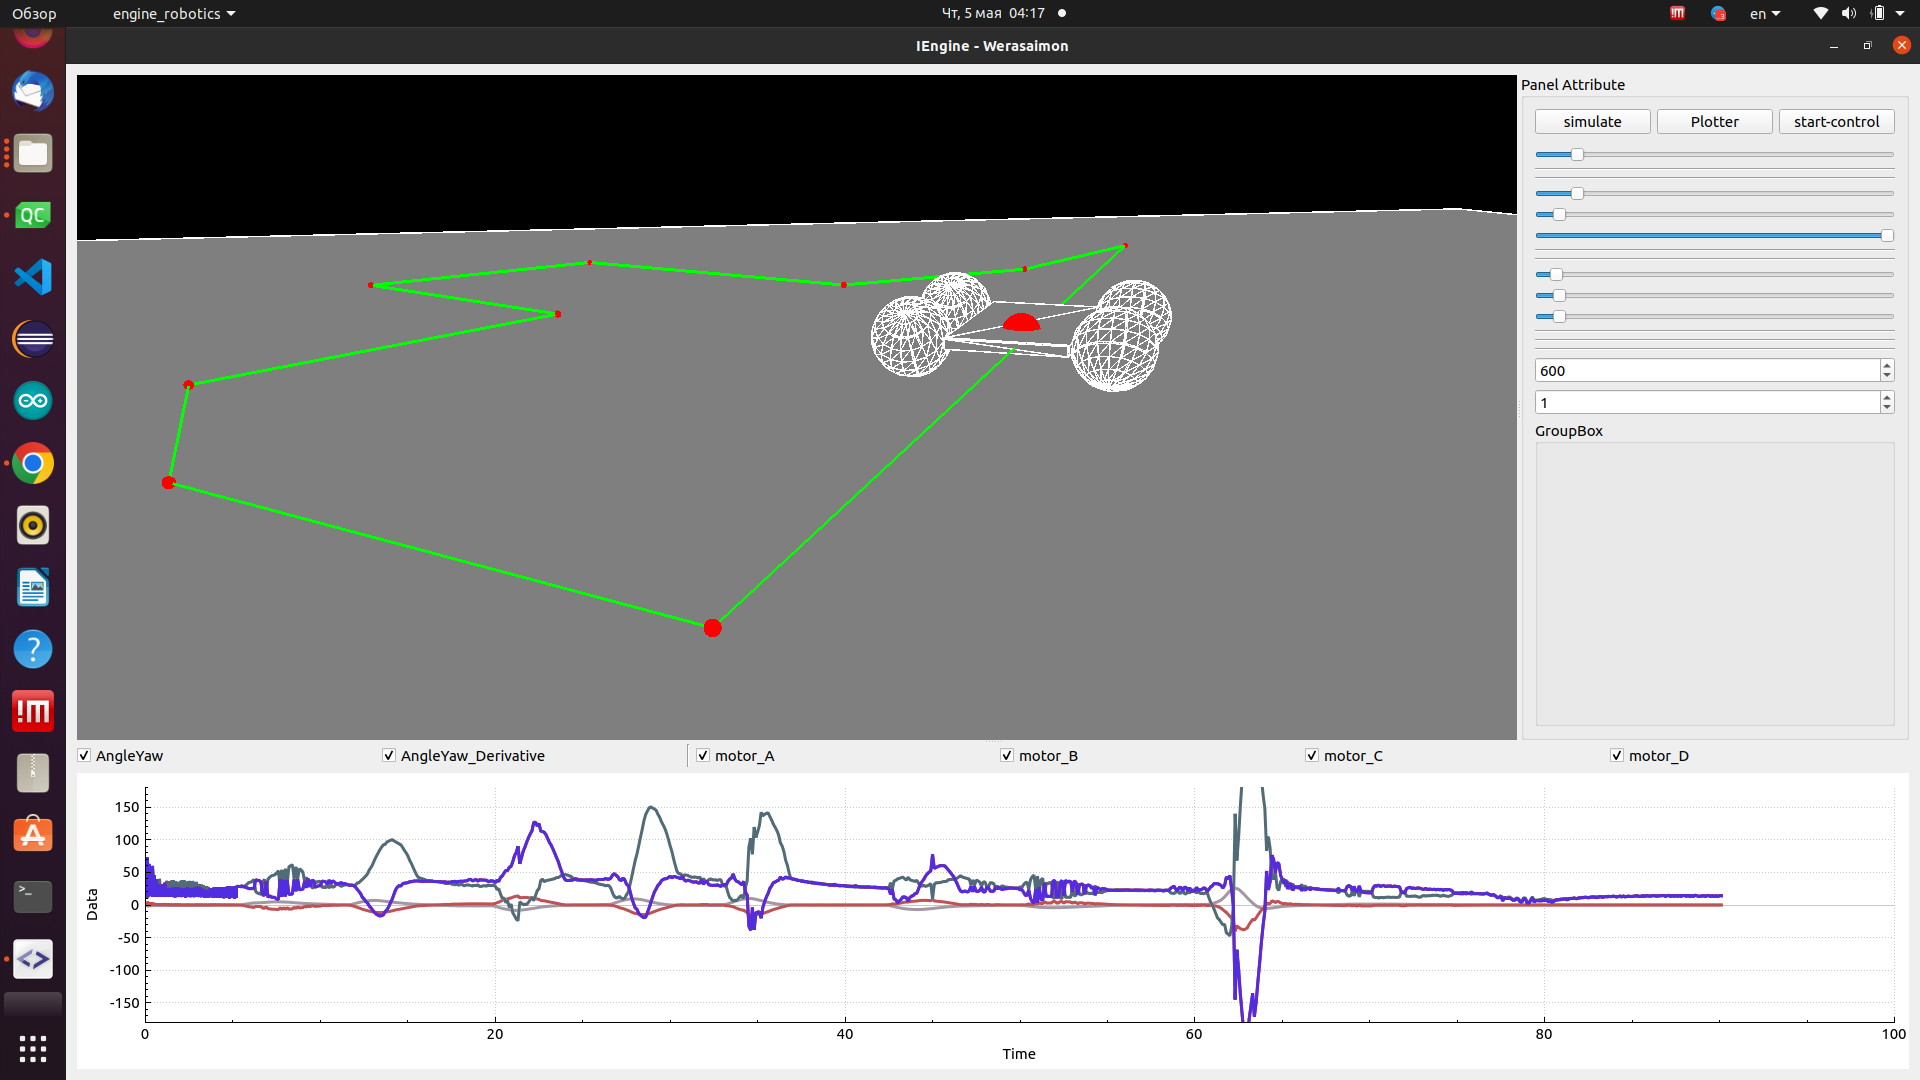 Обзор
engine_robotics
Чт, 5 мая 04:17
en
IEngine - Werasaimon
Panel Attribute
simulate
Plotter
start-control
600
1
GroupBox
AngleYaw
AngleYaw_Derivative
motor_A
motor_B
motor_C
motor_D
150
100
50
0
-50
-100
-150
Data
0
20
40
60
80
100
Time
QC
!M
?
A
>_
<>